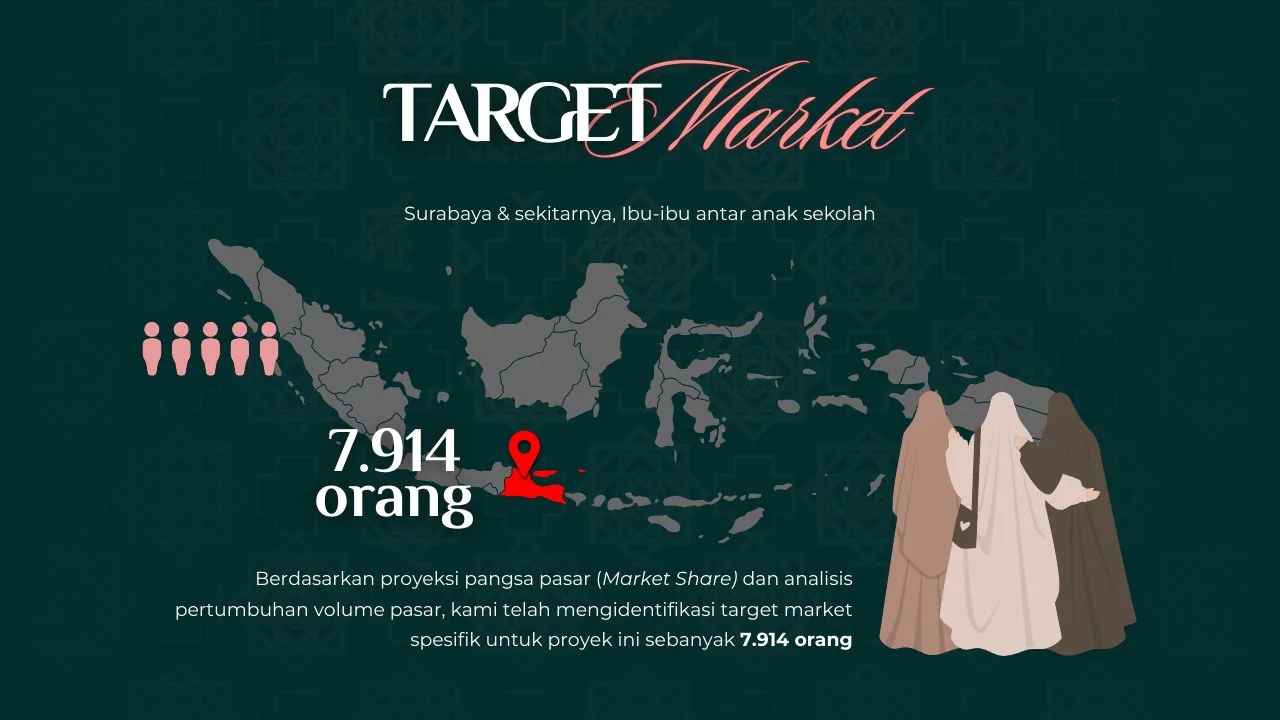 TARGET Market
Surabaya & sekitarnya, Ibu-ibu antar anak sekolah
7.914
orang
Berdasarkan proyeksi pangsa pasar (Market Share) dan analisis
pertumbuhan volume pasar, kami telah mengidentifikasi target market
spesifik untuk proyek ini sebanyak 7.914 orang